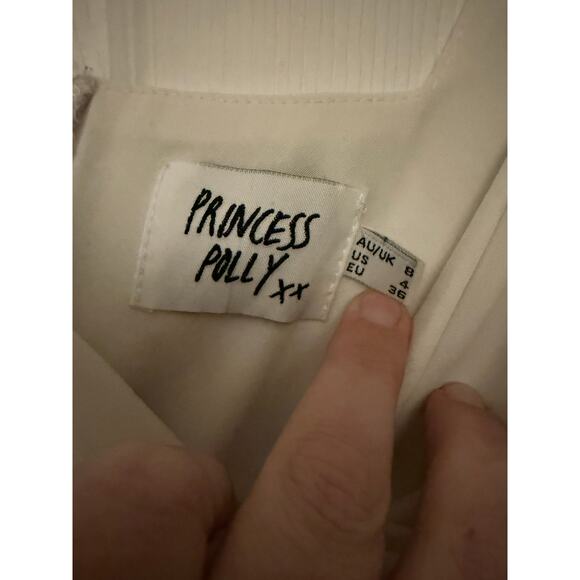 PRINCESS
POLLY xx
AU/UK 8
US 4
EU 36